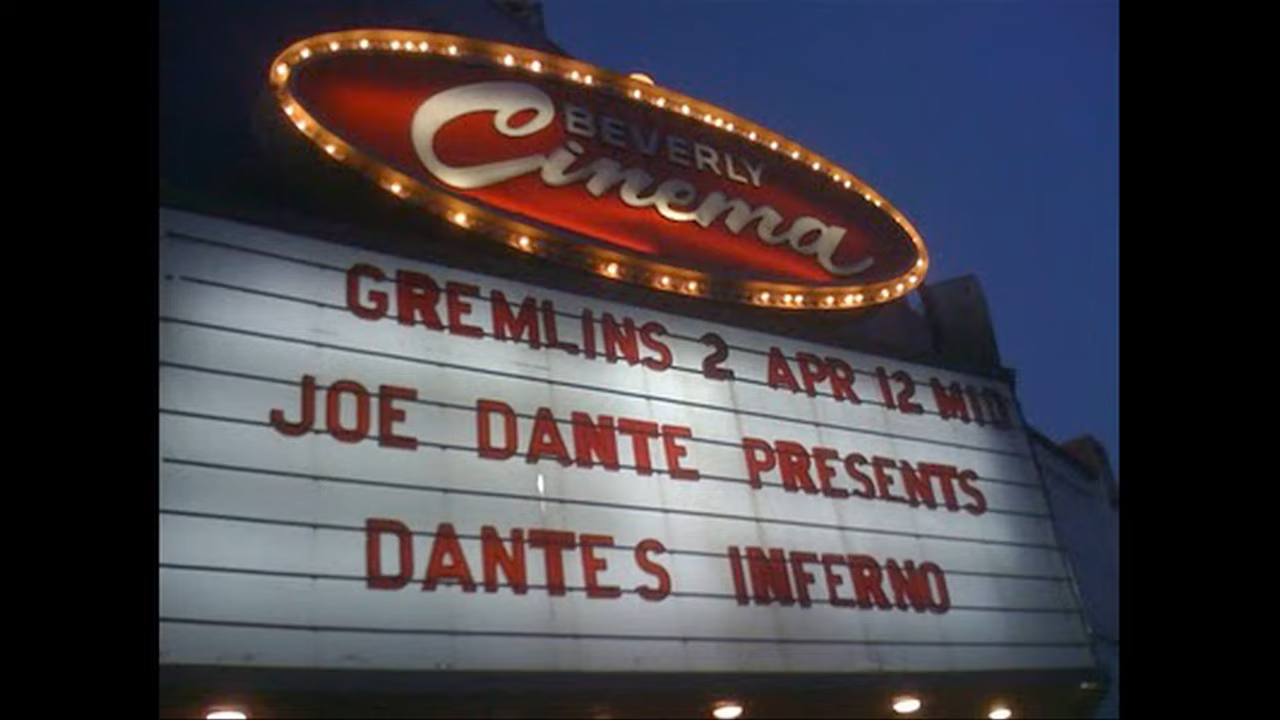 BEVERLY
Cinema
GREMLINS 2 APR 12 MID
JOE DANTE PRESENTS
DANTES INFERNO